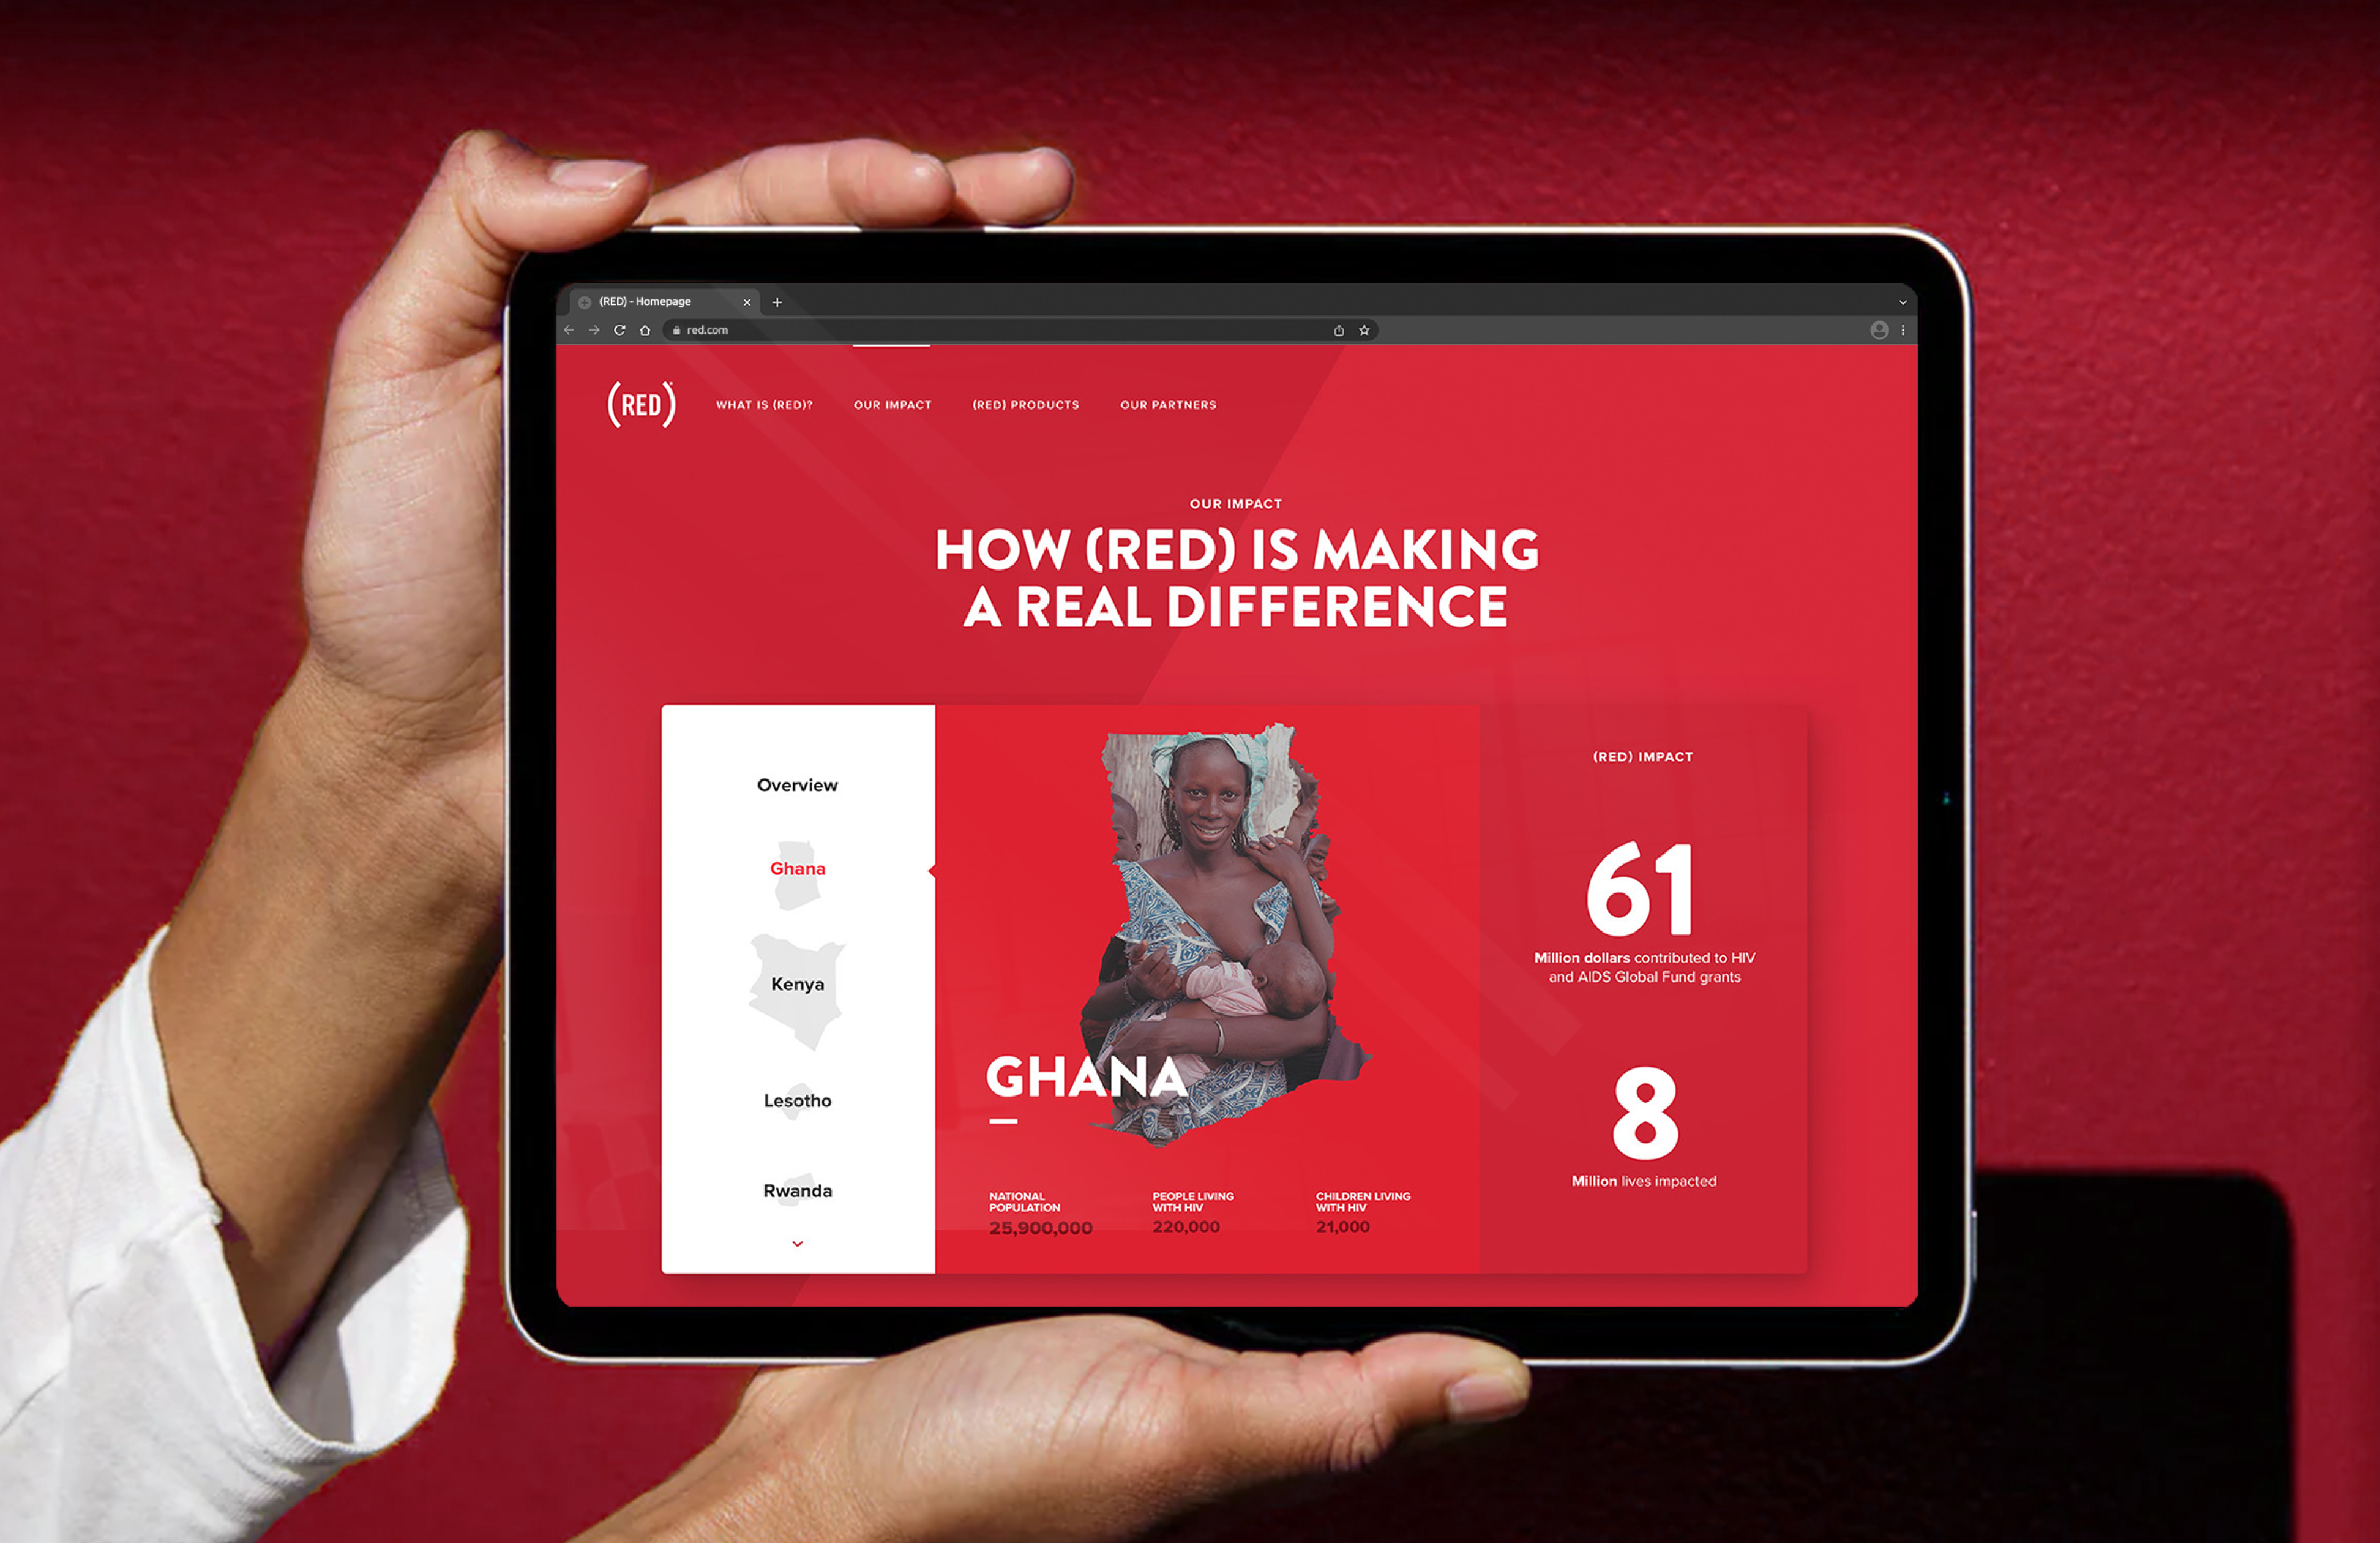 (RED) - Homepage
red.com
(RED)
WHAT IS (RED)?
OUR IMPACT
(RED) PRODUCTS
OUR PARTNERS
OUR IMPACT
HOW (RED) IS MAKING
A REAL DIFFERENCE
Overview
Ghana
Kenya
Lesotho
Rwanda
GHANA
NATIONAL
POPULATION
25,900,000
PEOPLE LIVING
WITH HIV
220,000
CHILDREN LIVING
WITH HIV
21,000
(RED) IMPACT
61
Million dollars contributed to HIV
and AIDS Global Fund grants
8
Million lives impacted